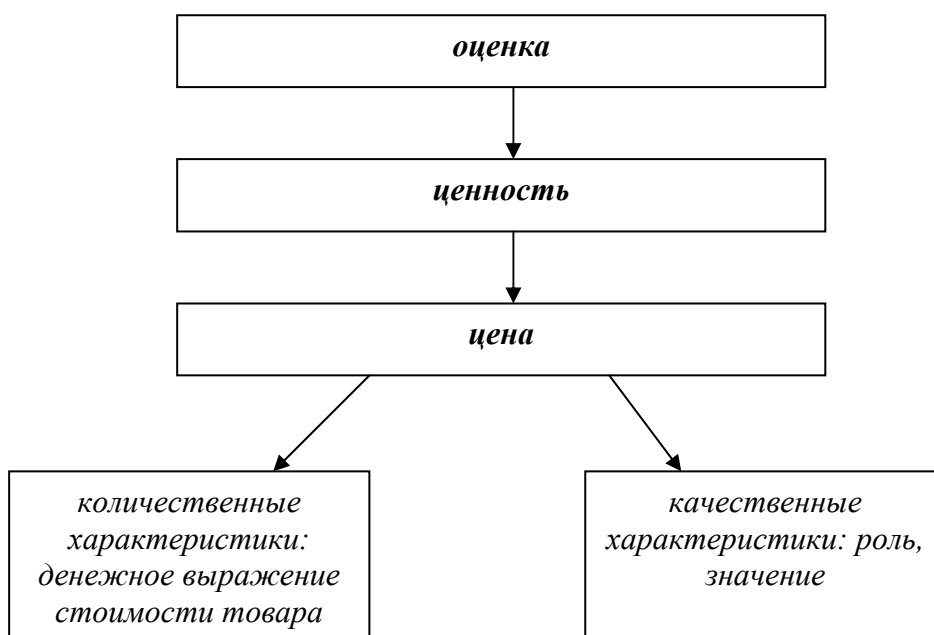 оценка
ценность
цена
количественные
характеристики:
денежное выражение
стоимости товара
качественные
характеристики: роль,
значение